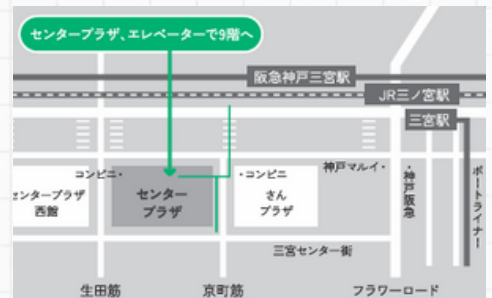 センタープラザ、エレベーターで9階へ
阪急神戸三宮駅
JR三ノ宮駅
三宮駅
コンビニ・
・コンビニ
神戸マルイ・
・神戸阪急
ポートライナー
センタープラザ
西館
センター
プラザ
さん
プラザ
三宮センター街
生田筋
京町筋
フラワーロード